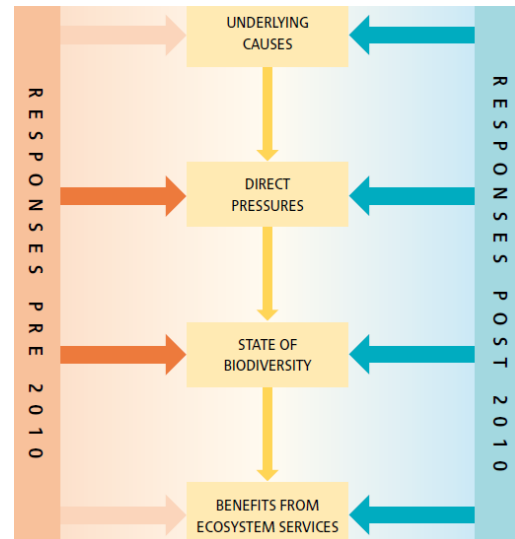 RESPONSES PRE 2010
UNDERLYING
CAUSES
DIRECT
PRESSURES
STATE OF
BIODIVERSITY
BENEFITS FROM
ECOSYSTEM SERVICES
RESPONSES POST 2010